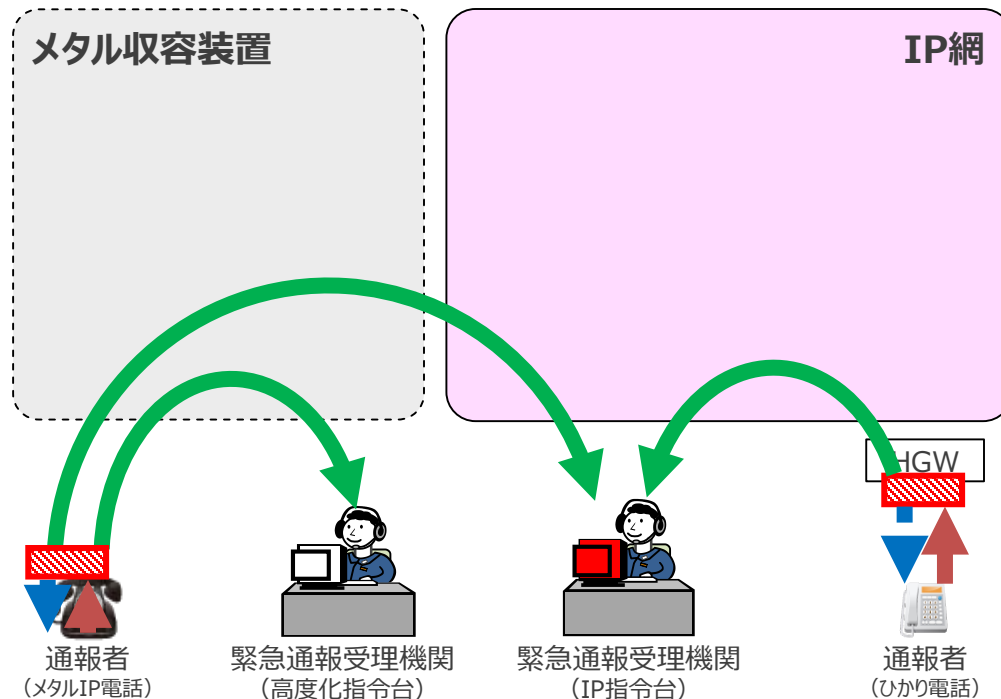 メタル収容装置
IP網
HGW
通報者
（メタルIP電話）
緊急通報受理機関
（高度化指令台）
緊急通報受理機関
（IP指令台）
通報者
（ひかり電話）